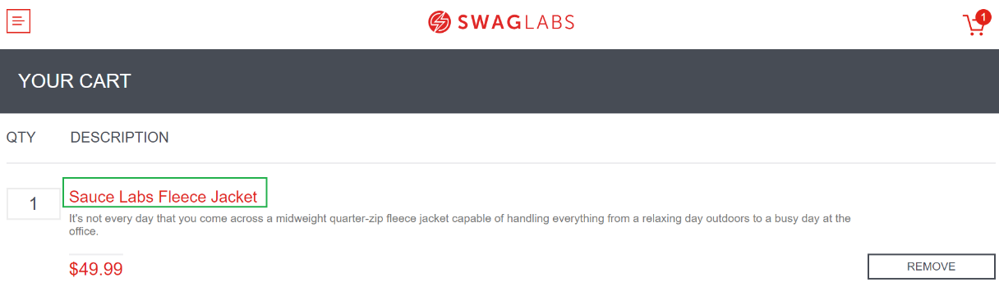 SWAGLABS
1
YOUR CART
QTY DESCRIPTION
1
Sauce Labs Fleece Jacket
It's not every day that you come across a midweight quarter-zip fleece jacket capable of handling everything from a relaxing day outdoors to a busy day at the
office.
$49.99
REMOVE